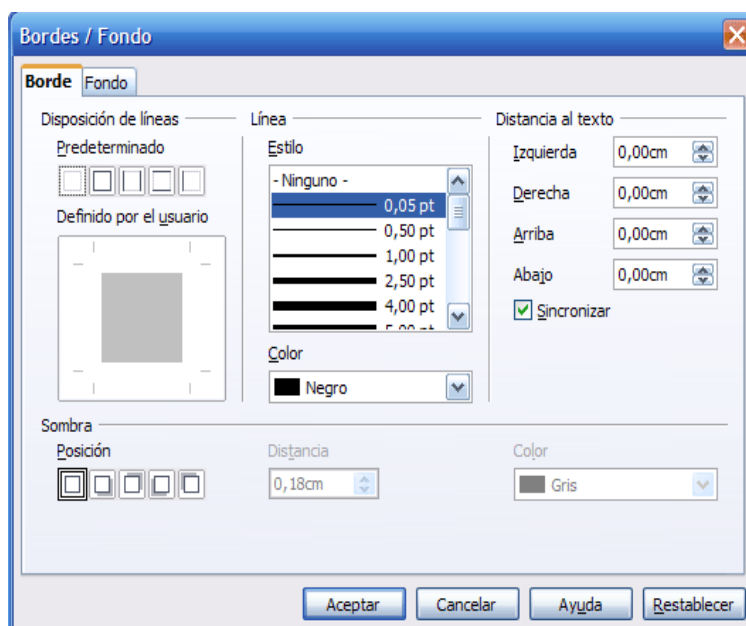 Bordes / Fondo
Borde Fondo
Disposición de líneas
Predeterminado
Definido por el usuario
Línea
Estilo
- Ninguno -
0,05 pt
0,50 pt
1,00 pt
2,50 pt
4,00 pt
5,00 pt
Color
Negro
Distancia al texto
Izquierda 0,00cm
Derecha 0,00cm
Arriba 0,00cm
Abajo 0,00cm
Sincronizar
Sombra
Posición
Distancia
0,18cm
Color
Gris
Aceptar Cancelar Ayuda Restablecer